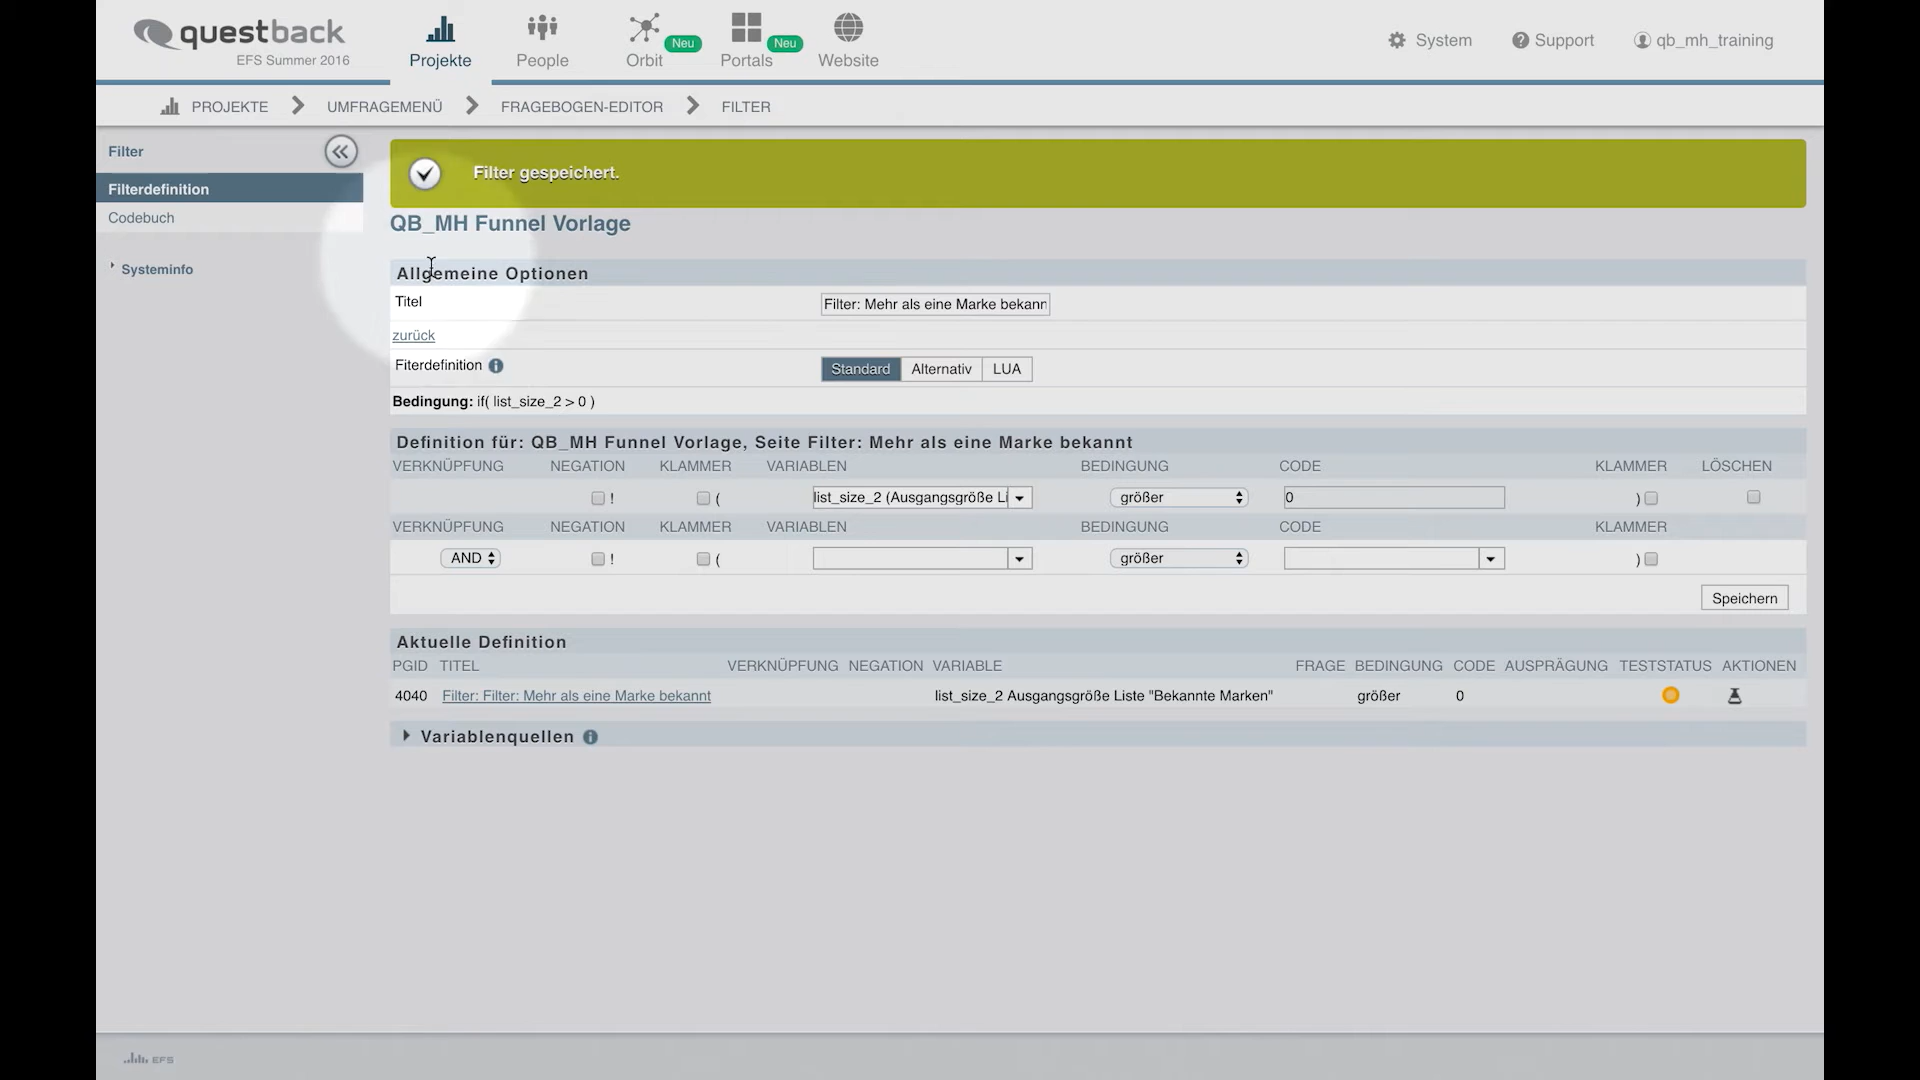 questback
EFS Summer 2016
Projekte
People
Orbit
Neu
Portals
Neu
Website
System
Support
qb_mh_training
PROJEKTE
UMFRAGEMENÜ
FRAGEBOGEN-EDITOR
FILTER
Filter
Filterdefinition
Codebuch
Systeminfo
Filter gespeichert.
QB_MH Funnel Vorlage
Allgemeine Optionen
Titel
Filter: Mehr als eine Marke bekann
zurück
Fiterdefinition
Standard
Alternativ
LUA
Bedingung: if( list_size_2 > 0 )
Definition für: QB_MH Funnel Vorlage, Seite Filter: Mehr als eine Marke bekannt
VERKNÜPFUNG NEGATION KLAMMER VARIABLEN BEDINGUNG CODE KLAMMER LÖSCHEN
! ( list_size_2 (Ausgangsgröße Li größer 0 )
VERKNÜPFUNG NEGATION KLAMMER VARIABLEN BEDINGUNG CODE KLAMMER
AND ! ( größer )
Speichern
Aktuelle Definition
PGID TITEL VERKNÜPFUNG NEGATION VARIABLE FRAGE BEDINGUNG CODE AUSPRÄGUNG TESTSTATUS AKTIONEN
4040 Filter: Filter: Mehr als eine Marke bekannt list_size_2 Ausgangsgröße Liste "Bekannte Marken" größer 0
Variablenquellen
EFS